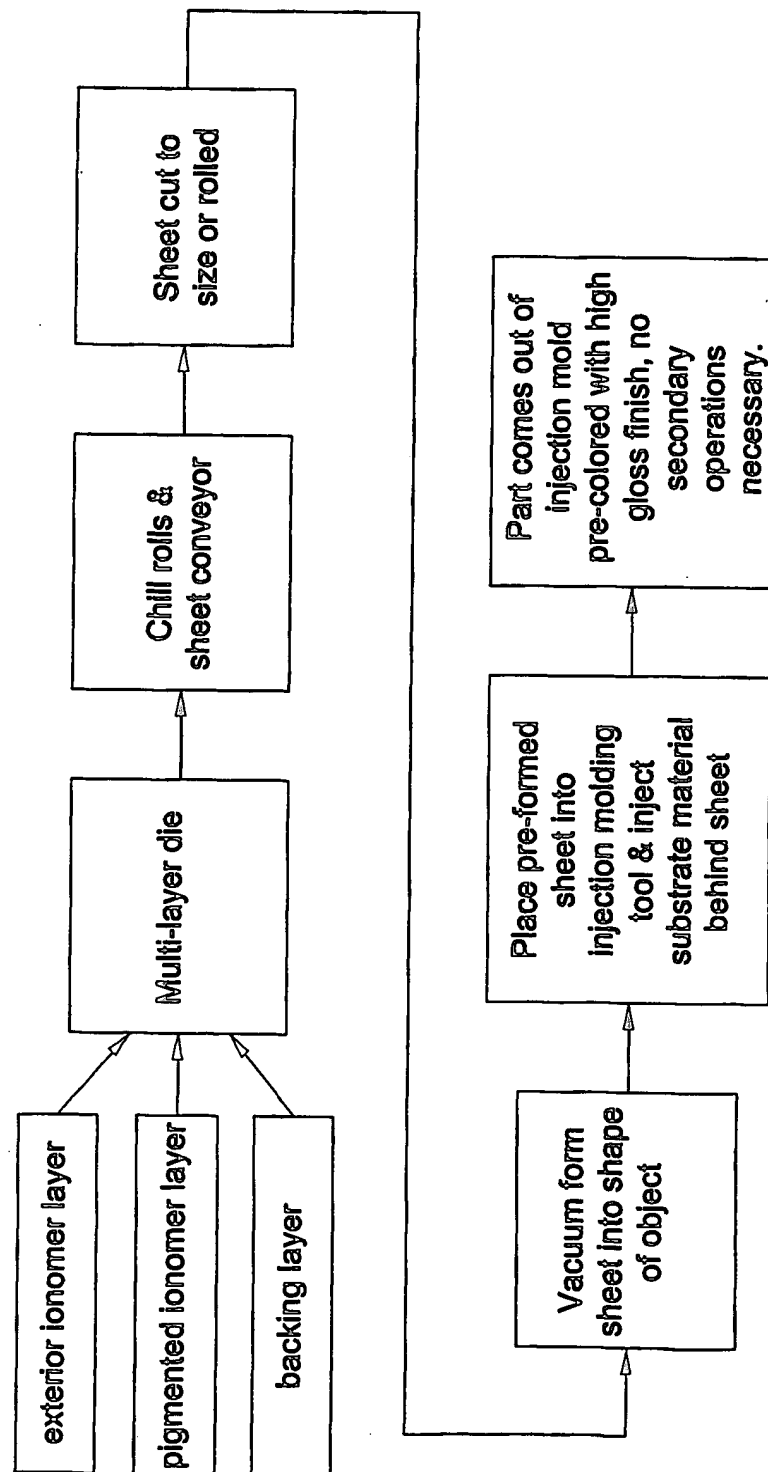 exterior ionomer layer
pigmented ionomer layer
backing layer
Multi-layer die
Chill rolls &
sheet conveyor
Sheet cut to
size or rolled
Vacuum form
sheet into shape
of object
Place pre-formed
sheet into
injection molding
tool & inject
substrate material
behind sheet
Part comes out of
injection mold
pre-colored with high
gloss finish, no
secondary
operations
necessary.